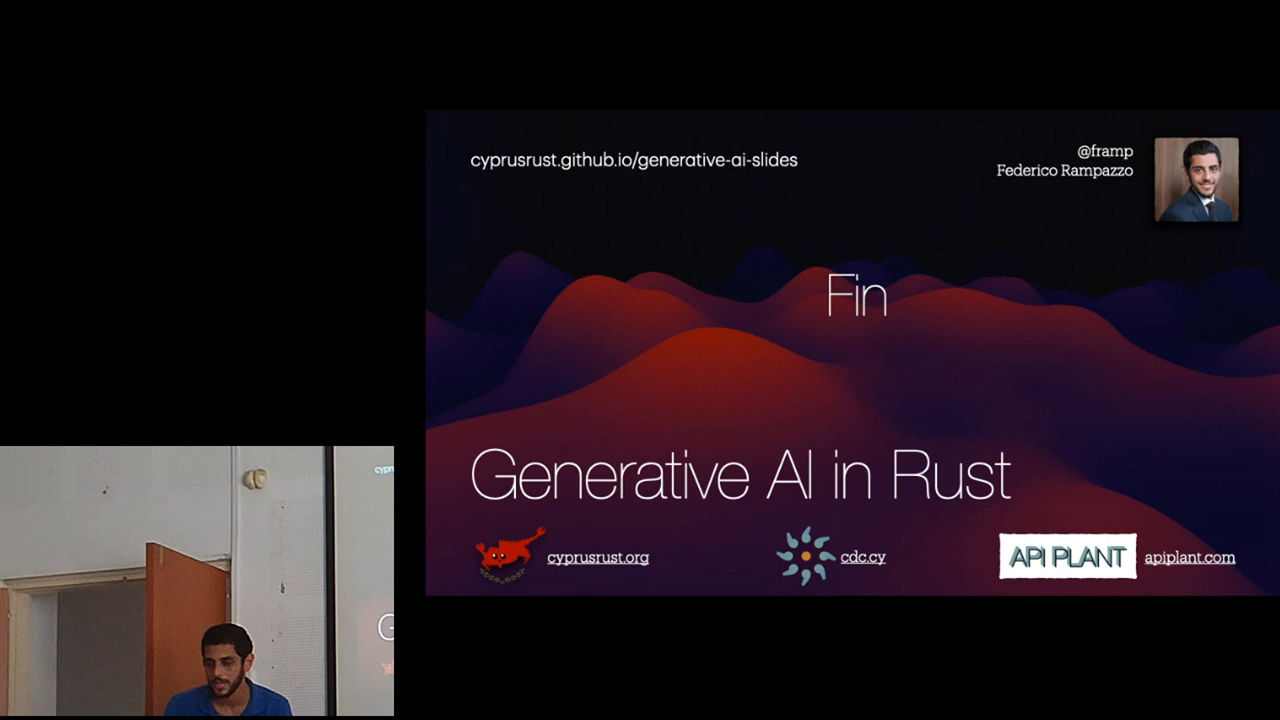 cyprusrust.github.io/generative-ai-slides
@framp
Federico Rampazzo
Fin
Generative AI in Rust
cyprusrust.org
cdc.cy
API PLANT
apiplant.com
cypru
G